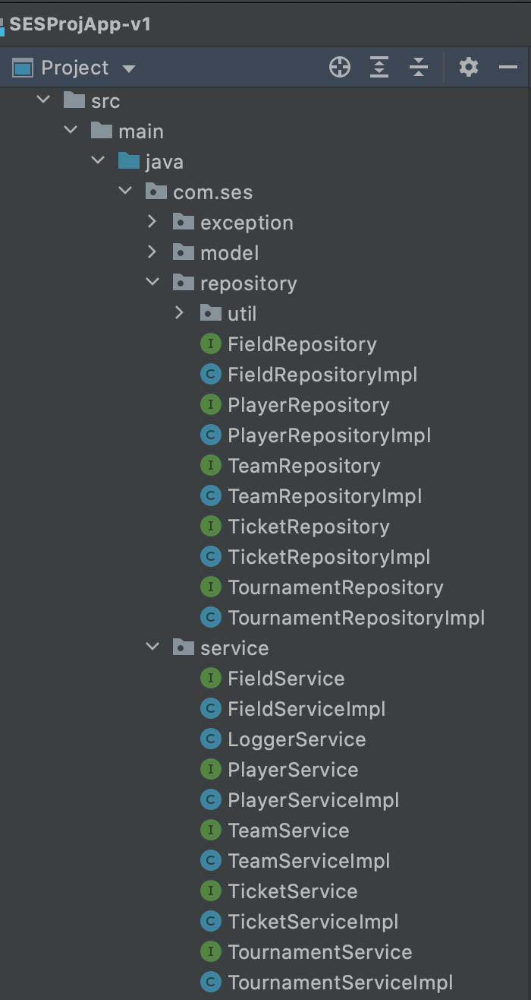 SESProjApp-v1
Project
src
main
java
com.ses
exception
model
repository
util
I FieldRepository
C FieldRepositoryImpl
I PlayerRepository
C PlayerRepositoryImpl
I TeamRepository
C TeamRepositoryImpl
I TicketRepository
C TicketRepositoryImpl
I TournamentRepository
C TournamentRepositoryImpl
service
I FieldService
C FieldServiceImpl
C LoggerService
I PlayerService
C PlayerServiceImpl
I TeamService
C TeamServiceImpl
I TicketService
C TicketServiceImpl
I TournamentService
C TournamentServiceImpl